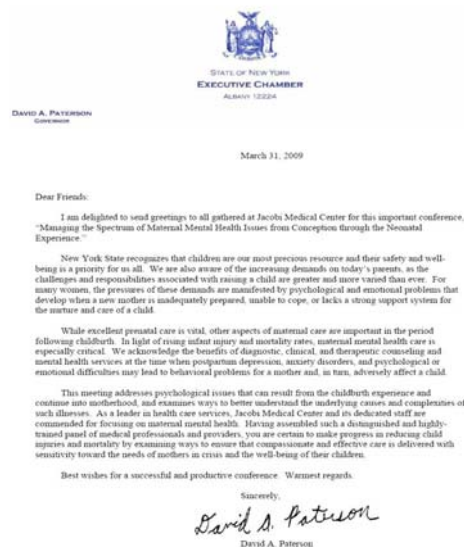 STATE OF NEW YORK
EXECUTIVE CHAMBER
ALBANY 12224
DAVID A. PATERSON
GOVERNOR
March 31, 2009
Dear Friends:
I am delighted to send greetings to all gathered at Jacobi Medical Center for this important conference,
"Managing the Spectrum of Maternal Mental Health Issues from Conception through the Neonatal
Experience."
New York State recognizes that children are our most precious resource and their safety and well-
being is a priority for us all. We are also aware of the increasing demands on today's parents, as the
challenges and responsibilities associated with raising a child are greater and more varied than ever. For
many women, the pressures of these demands are manifested by psychological and emotional problems that
develop when a new mother is inadequately prepared, unable to cope, or lacks a strong support system for
the nurture and care of a child.
While excellent prenatal care is vital, other aspects of maternal care are important in the period
following childbirth. In light of rising infant injury and mortality rates, maternal mental health care is
especially critical. We acknowledge the benefits of diagnostic, clinical, and therapeutic counseling and
mental health services at the time when postpartum depression, anxiety disorders, and psychological or
emotional difficulties may lead to behavioral problems for a mother and, in turn, adversely affect a child.
This meeting addresses psychological issues that can result from the childbirth experience and
continue into motherhood, and examines ways to better understand the underlying causes and complexities of
such illnesses. As a leader in health care services, Jacobi Medical Center and its dedicated staff are
commended for focusing on maternal mental health. Having assembled such a distinguished and highly-
trained panel of medical professionals and providers, you are certain to make progress in reducing child
injuries and mortality by examining ways to ensure that compassionate and effective care is delivered with
sensitivity toward the needs of mothers in crisis and the well-being of their children.
Best wishes for a successful and productive conference. Warmest regards.
Sincerely,
David A. Paterson
David A. Paterson